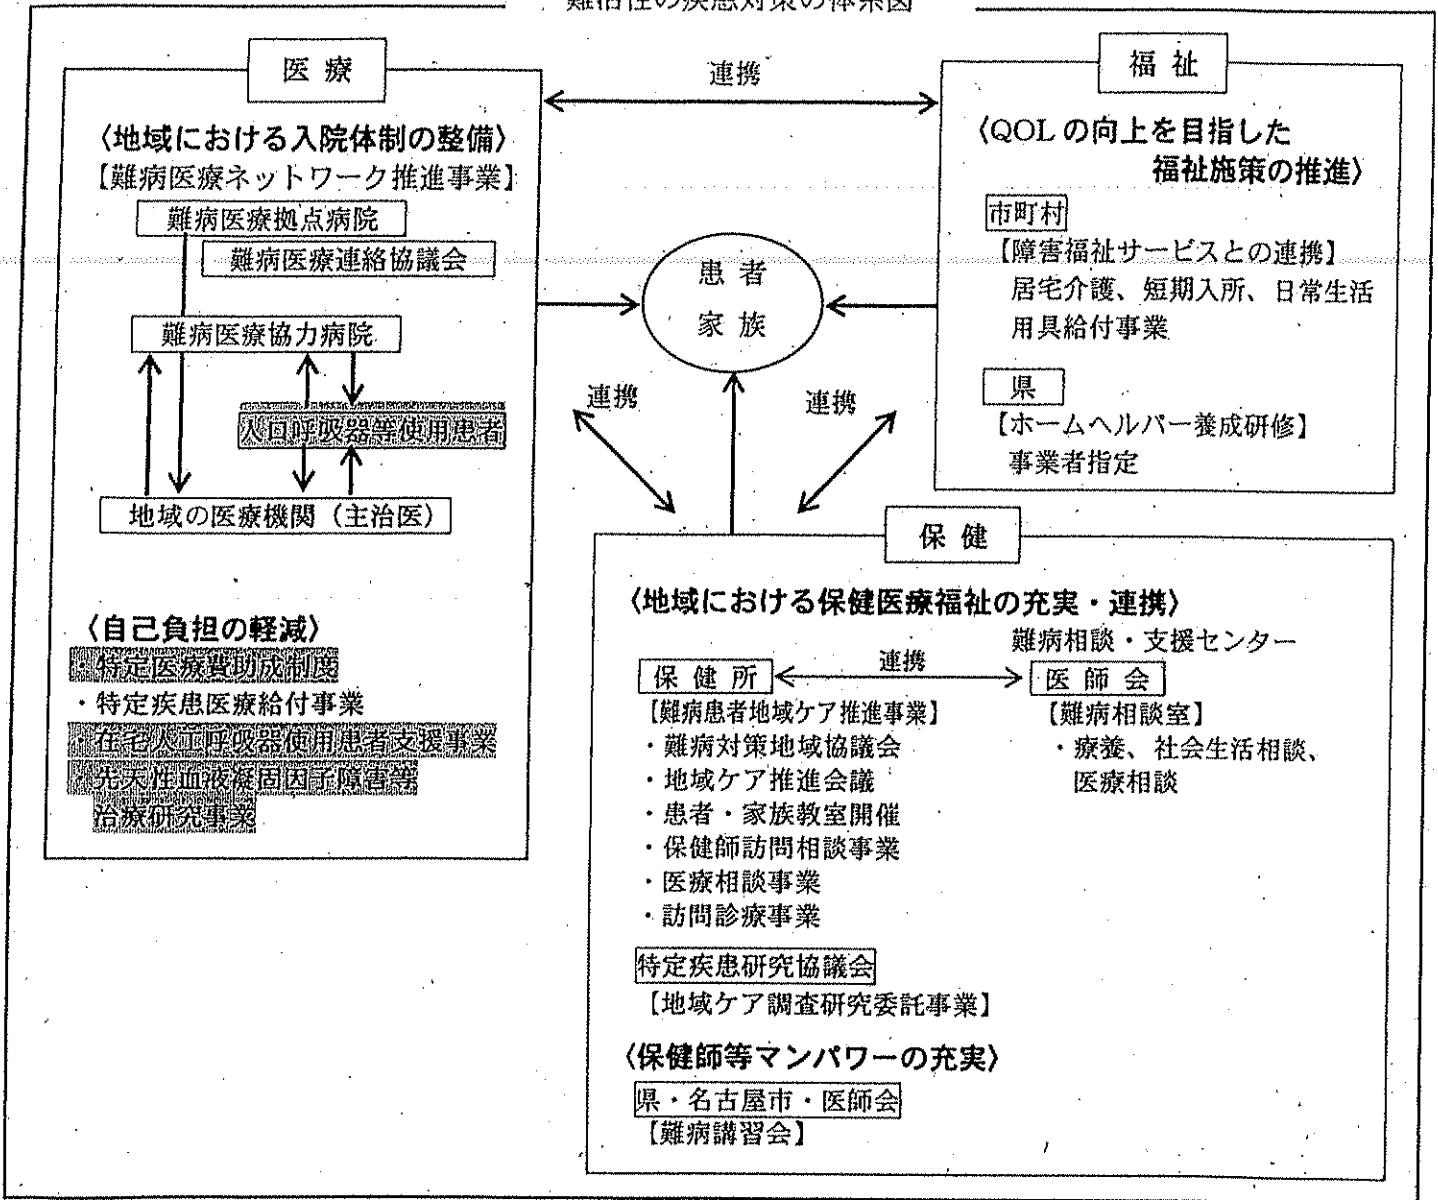 難治性の疾患対策の体系図
医療
〈地域における入院体制の整備〉
【難病医療ネットワーク推進事業】
難病医療拠点病院
難病医療連絡協議会
難病医療協力病院
人口呼吸器等使用患者
地域の医療機関（主治医）
〈自己負担の軽減〉
・特定医療費助成制度
・特定疾患医療給付事業
・在宅人工呼吸器使用患者支援事業
・先天性血液凝固因子障害等
治療研究事業
連携
患者
家族
連携
連携
福祉
〈QOLの向上を目指した
福祉施策の推進〉
市町村
【障害福祉サービスとの連携】
居宅介護、短期入所、日常生活
用具給付事業
県
【ホームヘルパー養成研修】
事業者指定
保健
〈地域における保健医療福祉の充実・連携〉
難病相談・支援センター
保健所
連携
医師会
【難病患者地域ケア推進事業】
・難病対策地域協議会
・地域ケア推進会議
・患者・家族教室開催
・保健師訪問相談事業
・医療相談事業
・訪問診療事業
【難病相談室】
・療養、社会生活相談、
医療相談
特定疾患研究協議会
【地域ケア調査研究委託事業】
〈保健師等マンパワーの充実〉
県・名古屋市・医師会
【難病講習会】